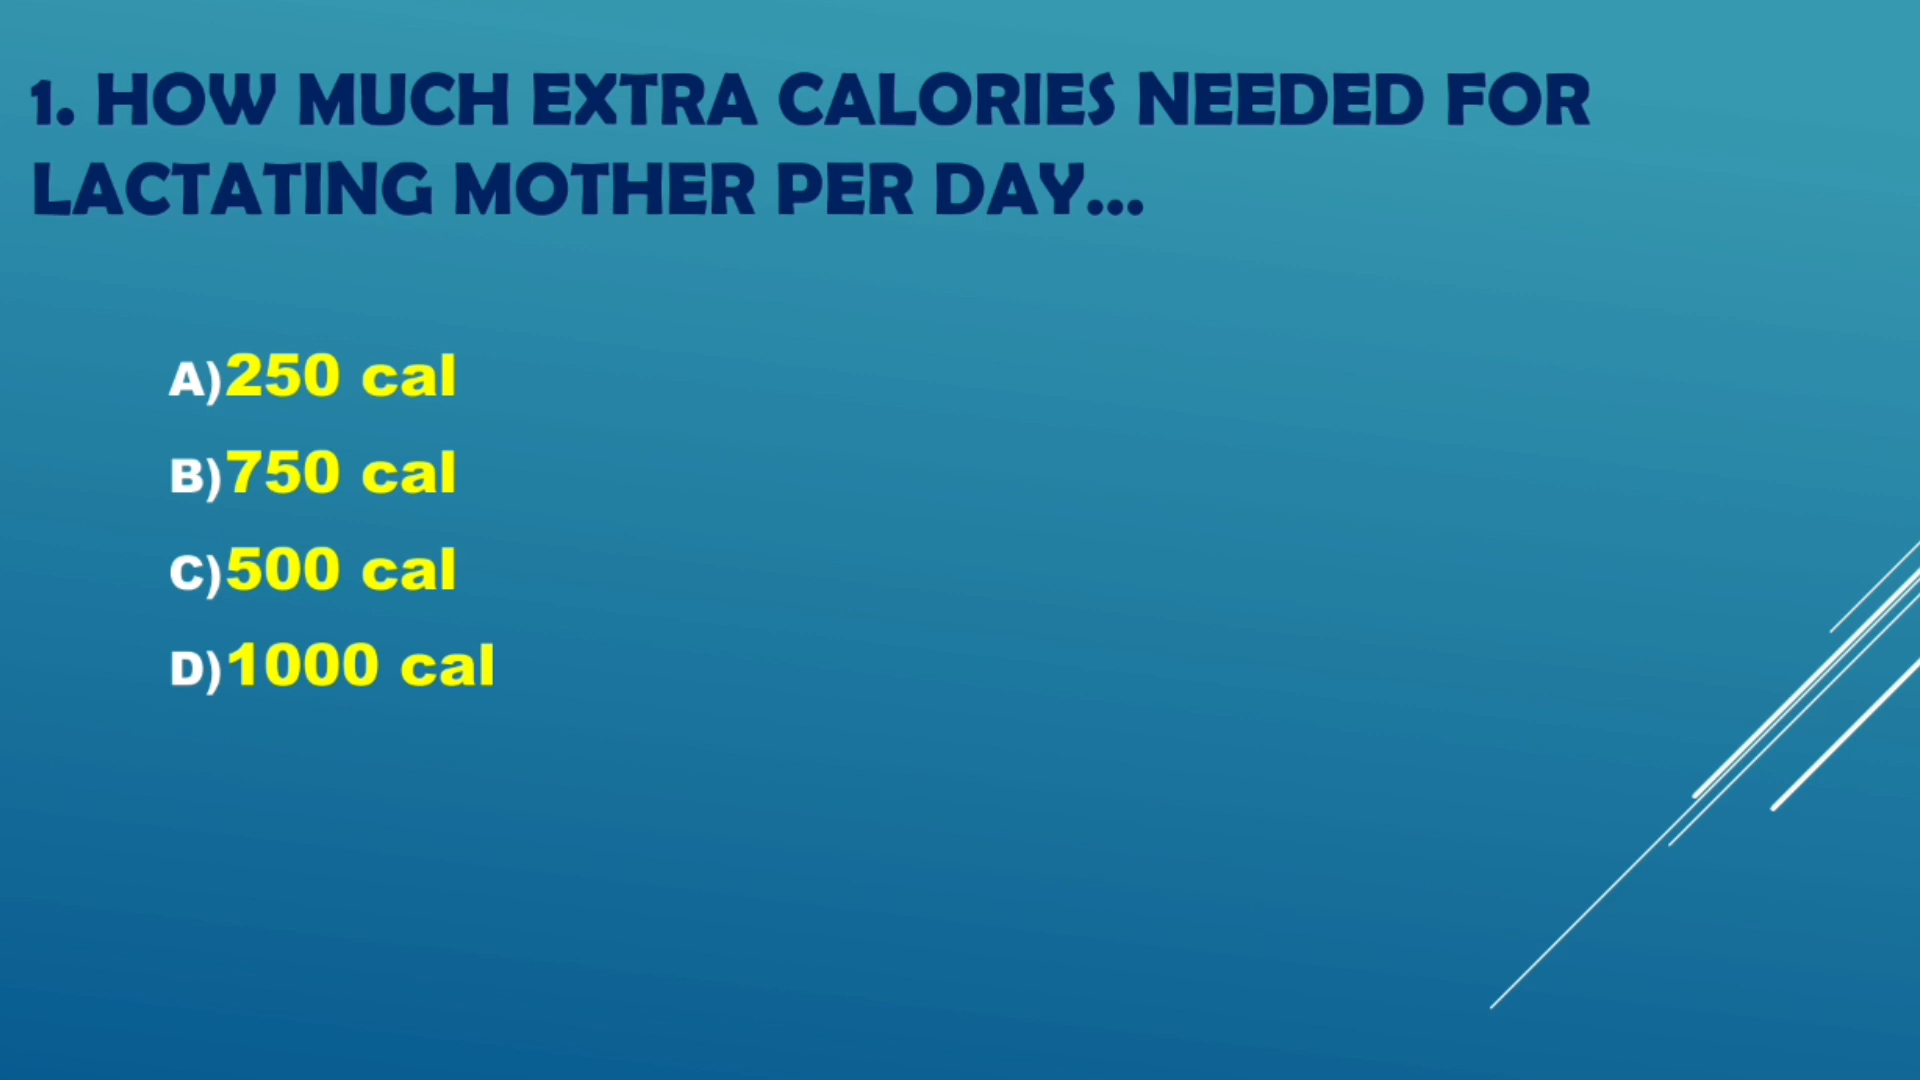 1. HOW MUCH EXTRA CALORIES NEEDED FOR
LACTATING MOTHER PER DAY...
A)250 cal
B)750 cal
C)500 cal
D)1000 cal